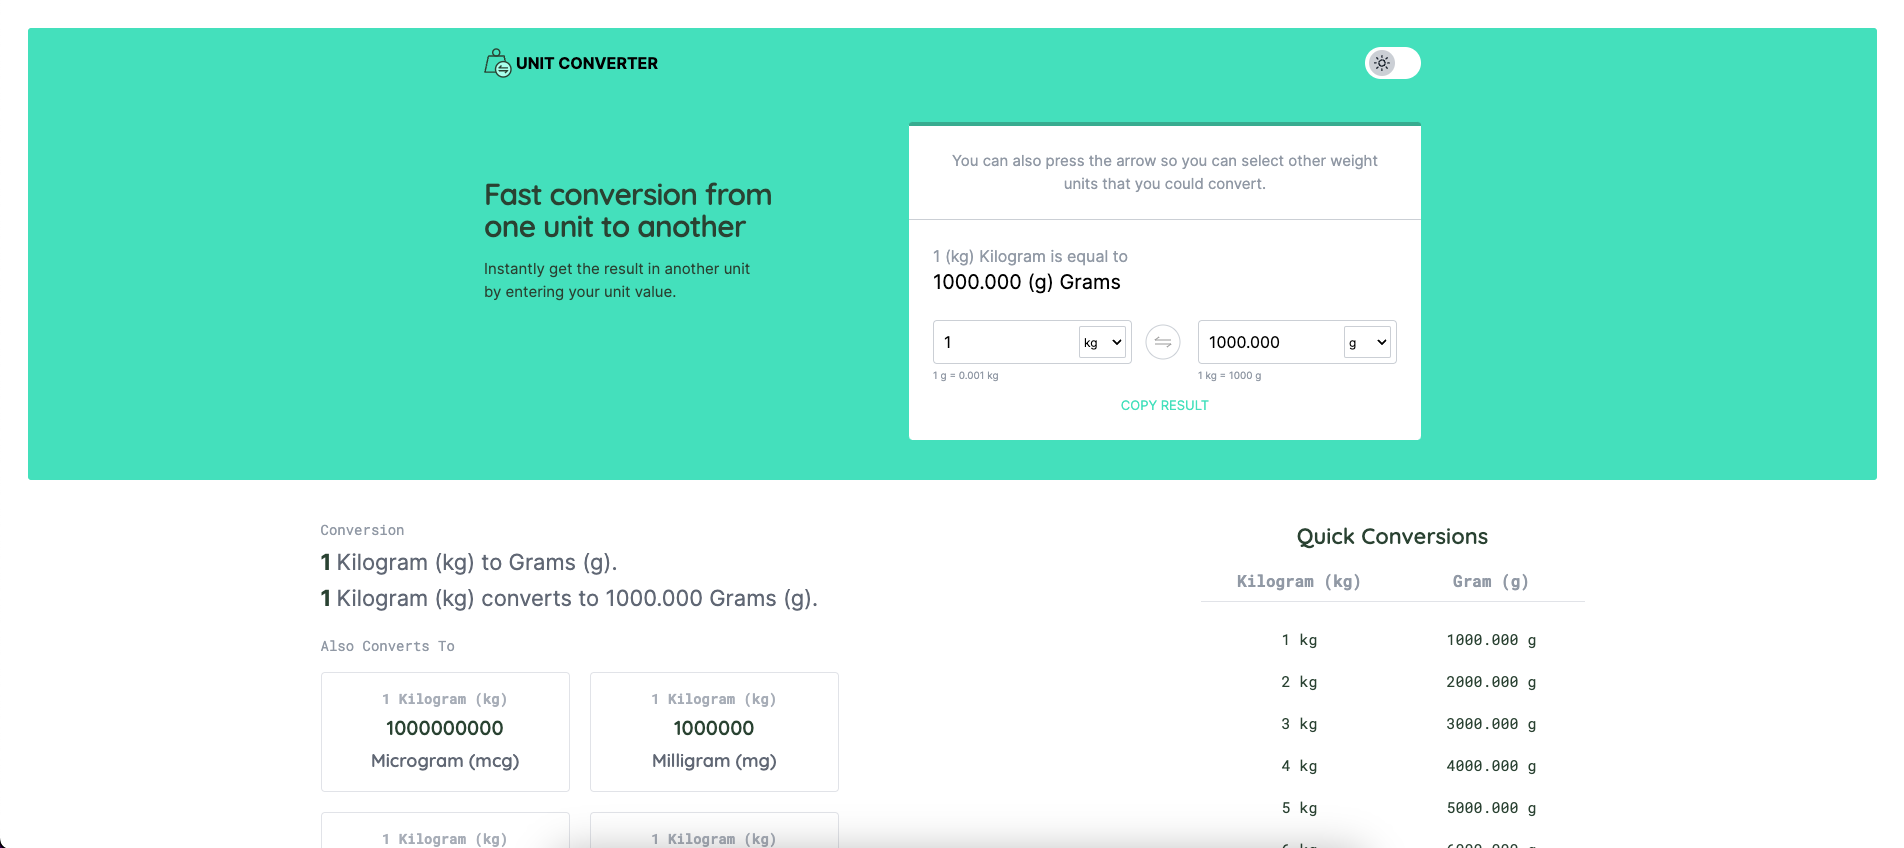 UNIT CONVERTER
Fast conversion from
one unit to another
Instantly get the result in another unit
by entering your unit value.
You can also press the arrow so you can select other weight
units that you could convert.
1 (kg) Kilogram is equal to
1000.000 (g) Grams
1 kg
1000.000 g
1 g = 0.001 kg
1 kg = 1000 g
COPY RESULT
Conversion
1 Kilogram (kg) to Grams (g).
1 Kilogram (kg) converts to 1000.000 Grams (g).
Also Converts To
1 Kilogram (kg)
1000000000
Microgram (mcg)
1 Kilogram (kg)
1000000
Milligram (mg)
1 Kilogram (kg)
1 Kilogram (kg)
Quick Conversions
Kilogram (kg) Gram (g)
1 kg 1000.000 g
2 kg 2000.000 g
3 kg 3000.000 g
4 kg 4000.000 g
5 kg 5000.000 g